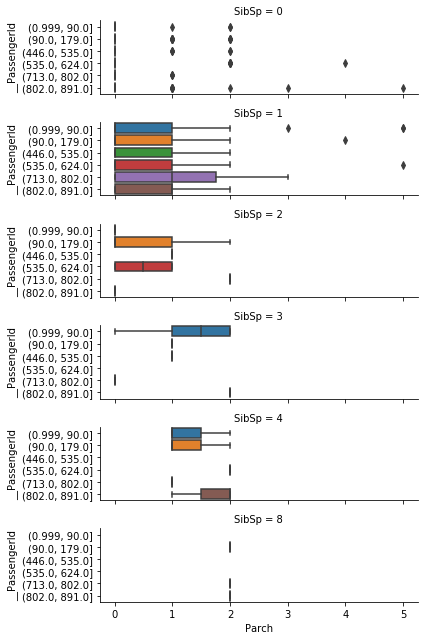 SibSp = 0
PassengerId
(0.999, 90.0]
(90.0, 179.0]
(446.0, 535.0]
(535.0, 624.0]
(713.0, 802.0]
(802.0, 891.0]
SibSp = 1
PassengerId
(0.999, 90.0]
(90.0, 179.0]
(446.0, 535.0]
(535.0, 624.0]
(713.0, 802.0]
(802.0, 891.0]
SibSp = 2
PassengerId
(0.999, 90.0]
(90.0, 179.0]
(446.0, 535.0]
(535.0, 624.0]
(713.0, 802.0]
(802.0, 891.0]
SibSp = 3
PassengerId
(0.999, 90.0]
(90.0, 179.0]
(446.0, 535.0]
(535.0, 624.0]
(713.0, 802.0]
(802.0, 891.0]
SibSp = 4
PassengerId
(0.999, 90.0]
(90.0, 179.0]
(446.0, 535.0]
(535.0, 624.0]
(713.0, 802.0]
(802.0, 891.0]
SibSp = 8
PassengerId
(0.999, 90.0]
(90.0, 179.0]
(446.0, 535.0]
(535.0, 624.0]
(713.0, 802.0]
(802.0, 891.0]
0 1 2 3 4 5
Parch